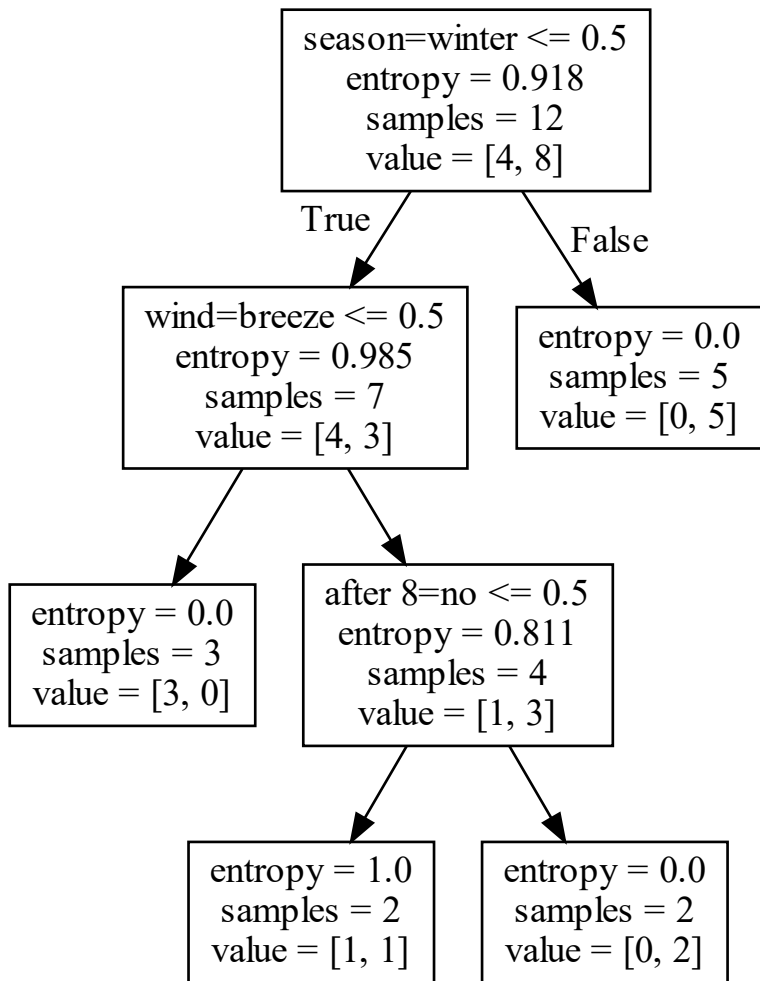 season=winter <= 0.5
entropy = 0.918
samples = 12
value = [4, 8]
True
False
wind=breeze <= 0.5
entropy = 0.985
samples = 7
value = [4, 3]
entropy = 0.0
samples = 5
value = [0, 5]
entropy = 0.0
samples = 3
value = [3, 0]
after 8=no <= 0.5
entropy = 0.811
samples = 4
value = [1, 3]
entropy = 1.0
samples = 2
value = [1, 1]
entropy = 0.0
samples = 2
value = [0, 2]